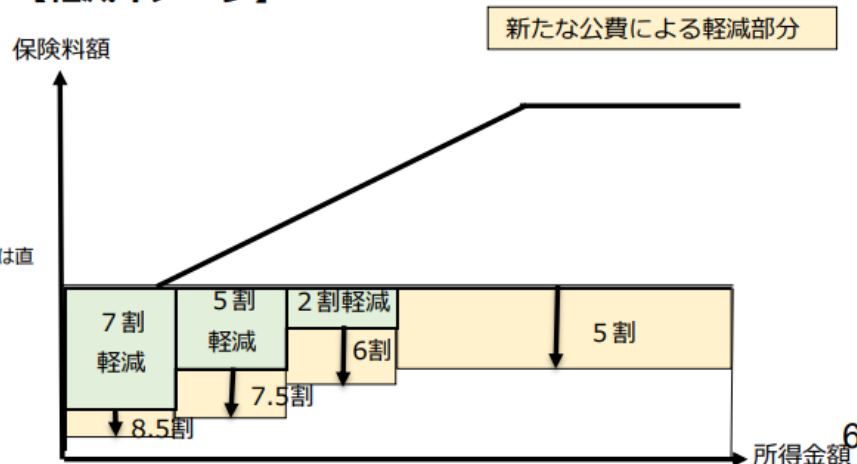 新たな公費による軽減部分
保険料額
は直
7割
軽減
5割
軽減
2割軽減
6割
5割
7.5割
8.5割
所得金額
6